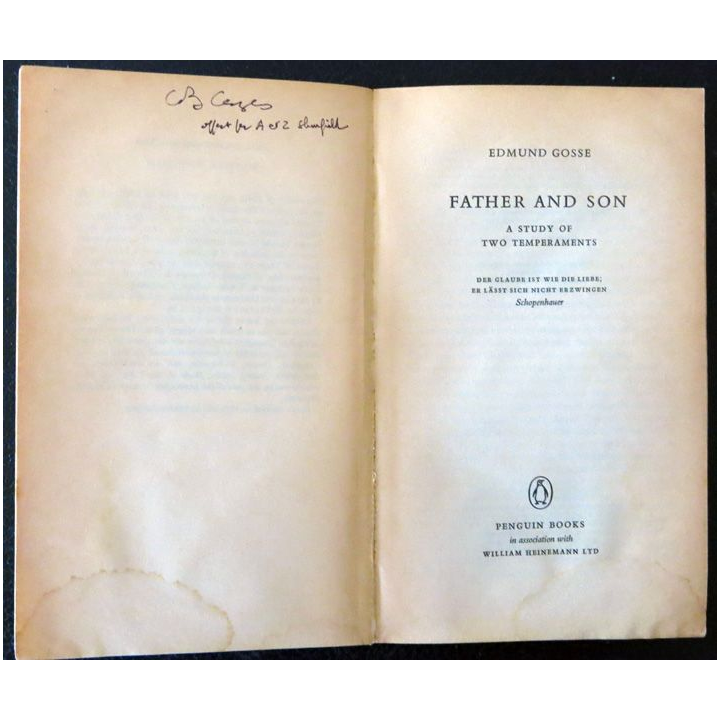 EDMUND GOSSE
FATHER AND SON
A STUDY OF
TWO TEMPERAMENTS
DER GLAUBE IST WIE DIE LIEBE;
ER LÄSST SICH NICHT ERZWINGEN
Schopenhauer
PENGUIN BOOKS
in association with
WILLIAM HEINEMANN LTD